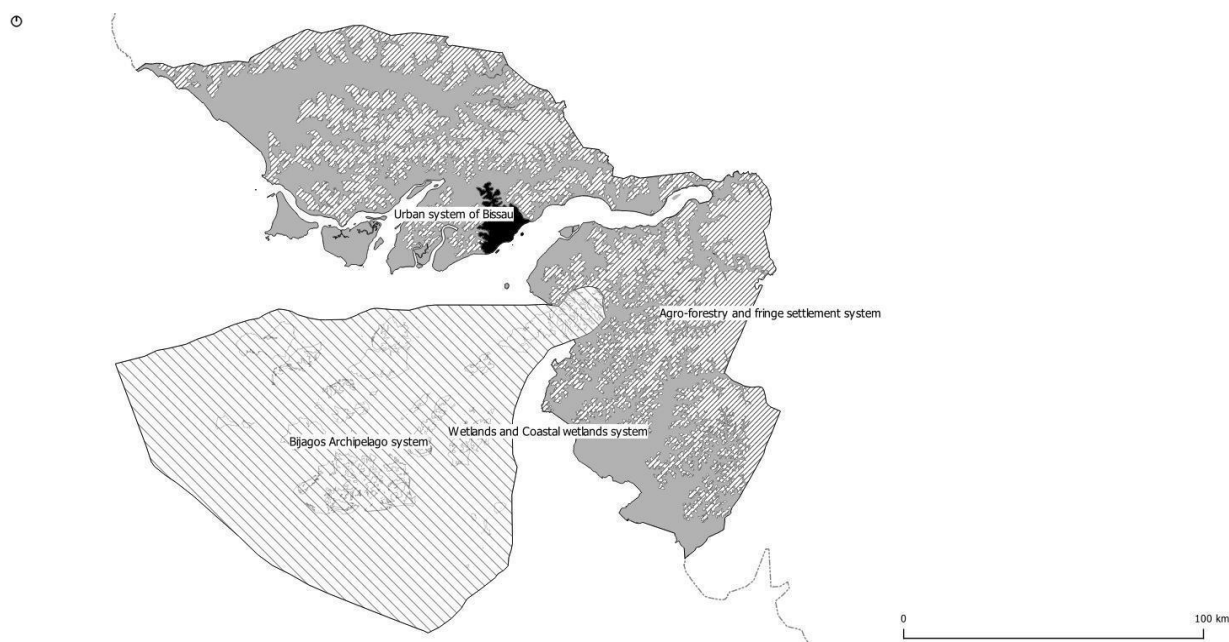 Urban system of Bissau
Agro-forestry and fringe settlement system
Wetlands and Coastal wetlands system
Bijagos Archipelago system
0 100 km